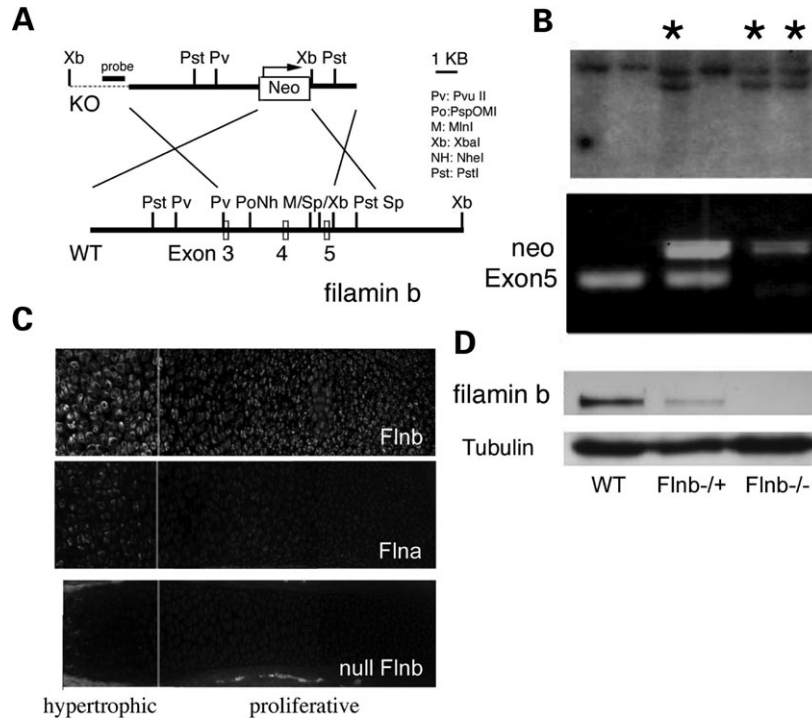 A
Xb
probe
Pst Pv
Xb Pst
KO
Neo
1 KB
Pv: Pvu II
Po:PspOMI
M: MlnI
Xb: XbaI
NH: NheI
Pst: PstI
Pst Pv Pv PoNh M/Sp/Xb Pst Sp Xb
WT Exon 3 4 5
filamin b
B
* * *
neo
Exon5
C
Flnb
Flna
null Flnb
hypertrophic proliferative
D
filamin b
Tubulin
WT Flnb-/+ Flnb-/-